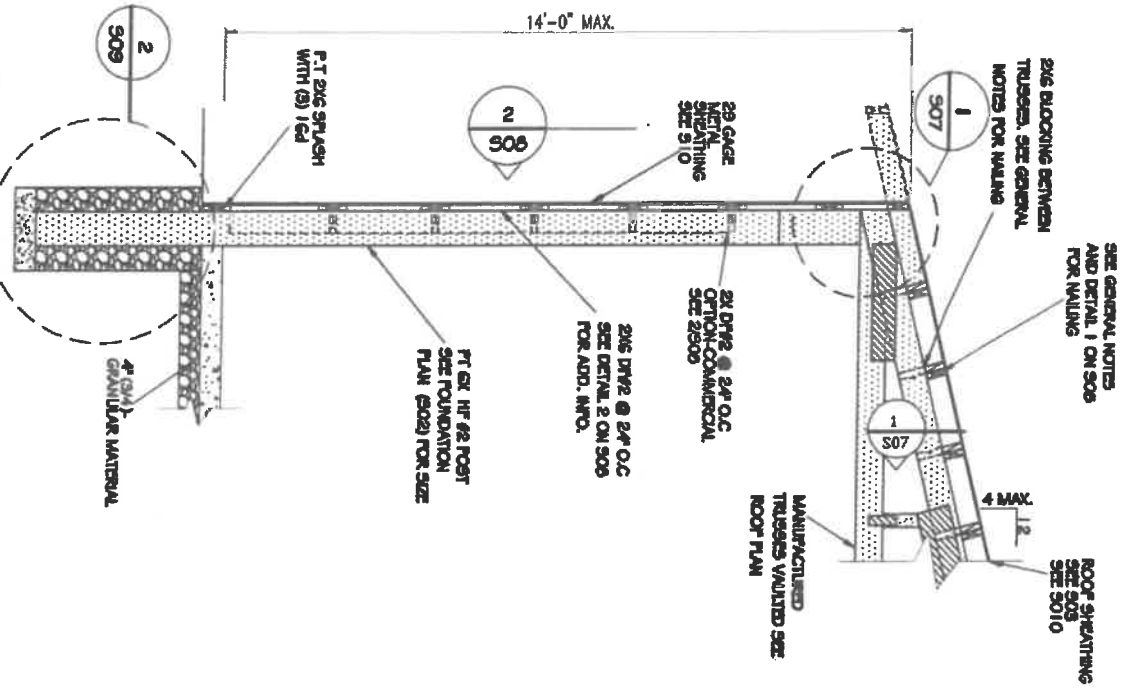 14'-0" MAX.
2
S09
P.T 2X6 SPLASH
WITH (3) 16d
2
S08
29 GAGE
METAL
SHEATHING
SEE S10
1
S07
2X6 BLOCKING BETWEEN
TRUSSES. SEE GENERAL
NOTES FOR NAILING
SEE GENERAL NOTES
AND DETAIL 1 ON S08
FOR NAILING
2X DF#2 @ 24" O.C
OPTION-COMMERCIAL
SEE 2/S08
2X6 DF#2 @ 24" O.C
SEE DETAIL 2 ON S08
FOR ADD. INFO.
PT 6X HF #2 POST
SEE FOUNDATION
PLAN (S02) FOR SIZE
4" (3/4)-
GRANULAR MATERIAL
1
S07
4 MAX.
12
MANUFACTURED
TRUSSES VAULTED SEE
ROOF PLAN
ROOF SHEATHING
SEE S03
SEE S010